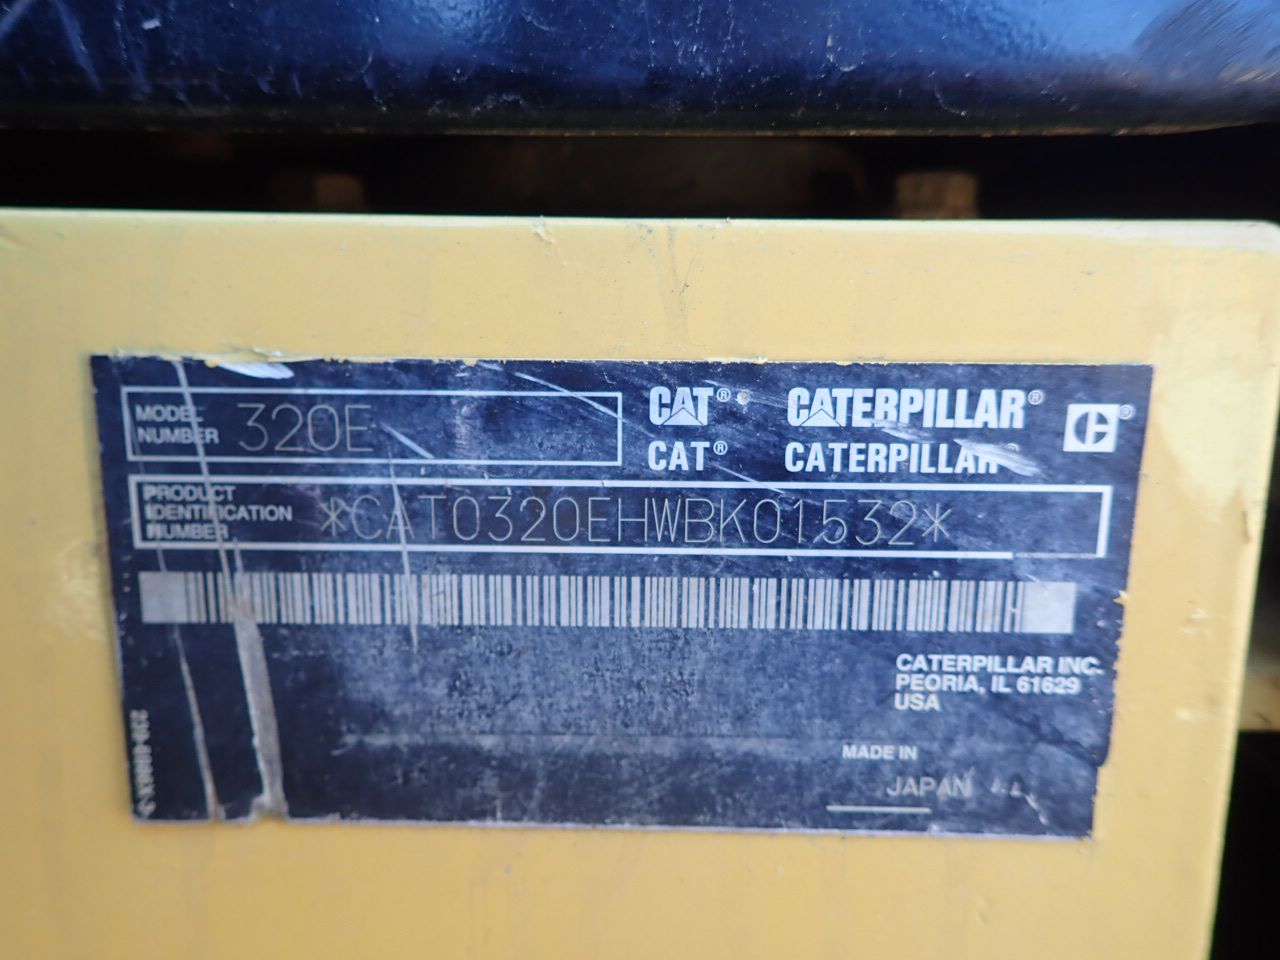 MODEL NUMBER 320E
CAT® CATERPILLAR®
CAT® CATERPILLAR
PRODUCT IDENTIFICATION NUMBER *CAT0320EHWBK01532*
CATERPILLAR INC.
PEORIA, IL 61629
USA
MADE IN
JAPAN